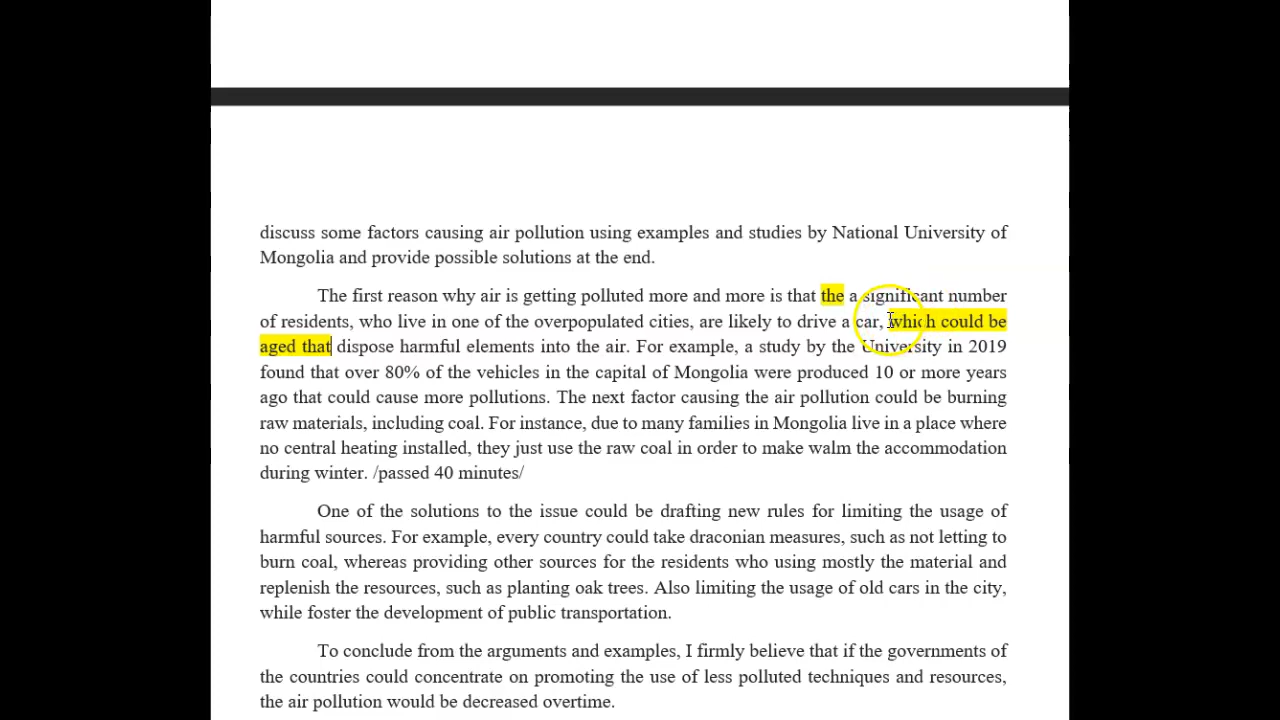 discuss some factors causing air pollution using examples and studies by National University of
Mongolia and provide possible solutions at the end.
The first reason why air is getting polluted more and more is that the a significant number
of residents, who live in one of the overpopulated cities, are likely to drive a car, which could be
aged that dispose harmful elements into the air. For example, a study by the University in 2019
found that over 80% of the vehicles in the capital of Mongolia were produced 10 or more years
ago that could cause more pollutions. The next factor causing the air pollution could be burning
raw materials, including coal. For instance, due to many families in Mongolia live in a place where
no central heating installed, they just use the raw coal in order to make walm the accommodation
during winter. /passed 40 minutes/
One of the solutions to the issue could be drafting new rules for limiting the usage of
harmful sources. For example, every country could take draconian measures, such as not letting to
burn coal, whereas providing other sources for the residents who using mostly the material and
replenish the resources, such as planting oak trees. Also limiting the usage of old cars in the city,
while foster the development of public transportation.
To conclude from the arguments and examples, I firmly believe that if the governments of
the countries could concentrate on promoting the use of less polluted techniques and resources,
the air pollution would be decreased overtime.